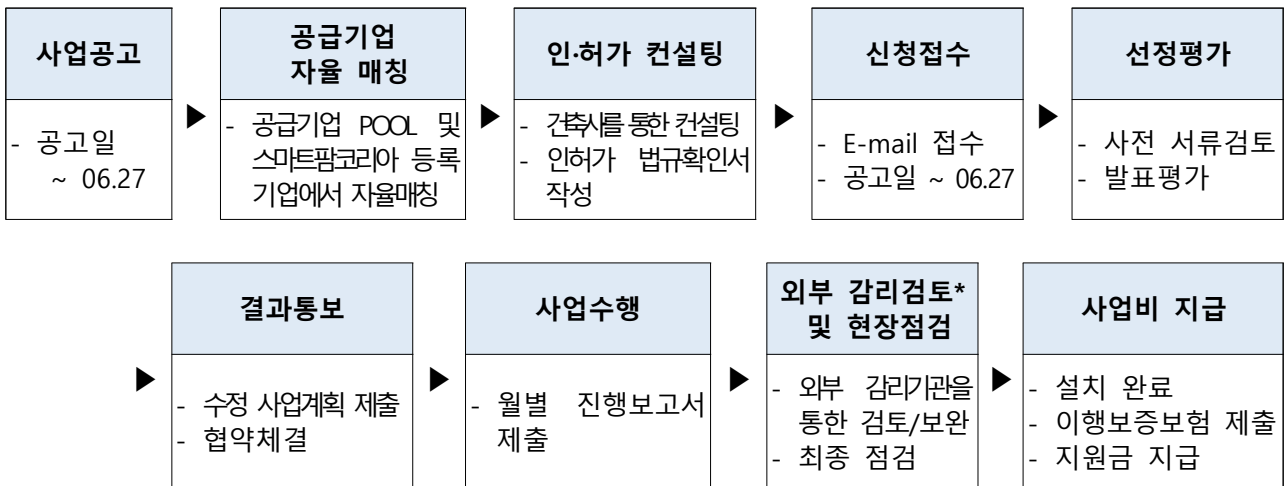 사업공고
- 공고일
~ 06.27
▶
공급기업
자율 매칭
- 공급기업 POOL 및
스마트팜코리아 등록
기업에서 자율매칭
▶
인·허가 컨설팅
- 건축사를 통한 컨설팅
- 인허가 법규확인서
작성
▶
신청접수
- E-mail 접수
- 공고일 ~ 06.27
▶
선정평가
- 사전 서류검토
- 발표평가
▶
결과통보
- 수정 사업계획 제출
- 협약체결
▶
사업수행
- 월별 진행보고서
제출
▶
외부 감리검토*
및 현장점검
- 외부 감리기관을
통한 검토/보완
- 최종 점검
▶
사업비 지급
- 설치 완료
- 이행보증보험 제출
- 지원금 지급